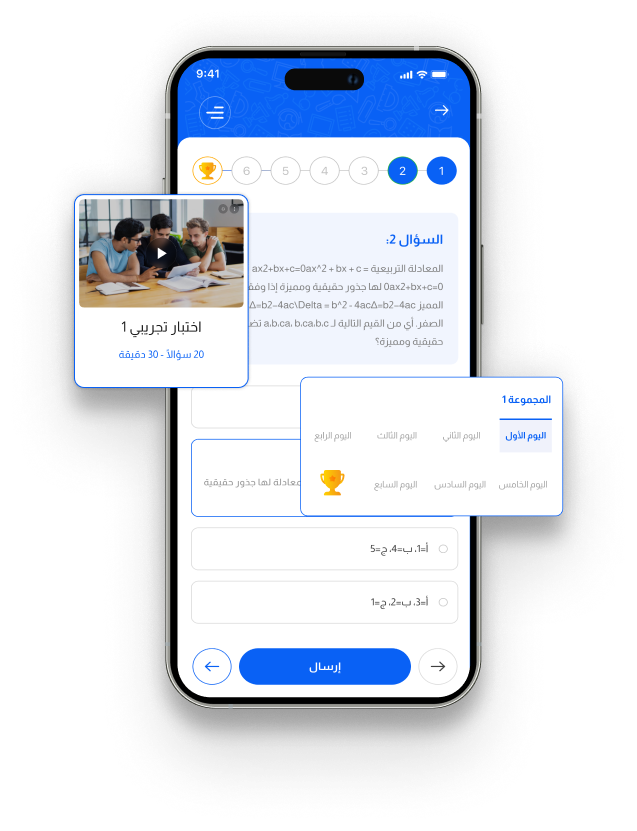 9:41
1 2 3 4 5 6
السؤال 2:
المعادلة التربيعية = ax2+bx+c=0ax^2 + bx + c
0ax2+bx+c=0 لها جذور حقيقية ومميزة إذا
المميز Δ=b2−4ac\Delta = b^2 - 4acΔ=b2−4ac
الصفر. أي من القيم التالية لـ a،b،ca, b,ca،b،c
حقيقية ومميزة؟
اختبار تجريبي 1
20 سؤالاً - 30 دقيقة
المجموعة 1
اليوم الأول
اليوم الثاني
اليوم الثالث
اليوم الرابع
اليوم الخامس
اليوم السادس
اليوم السابع
لها جذور حقيقية
أ=1، ب=4، ج=5
أ=3، ب=2، ج=1
إرسال